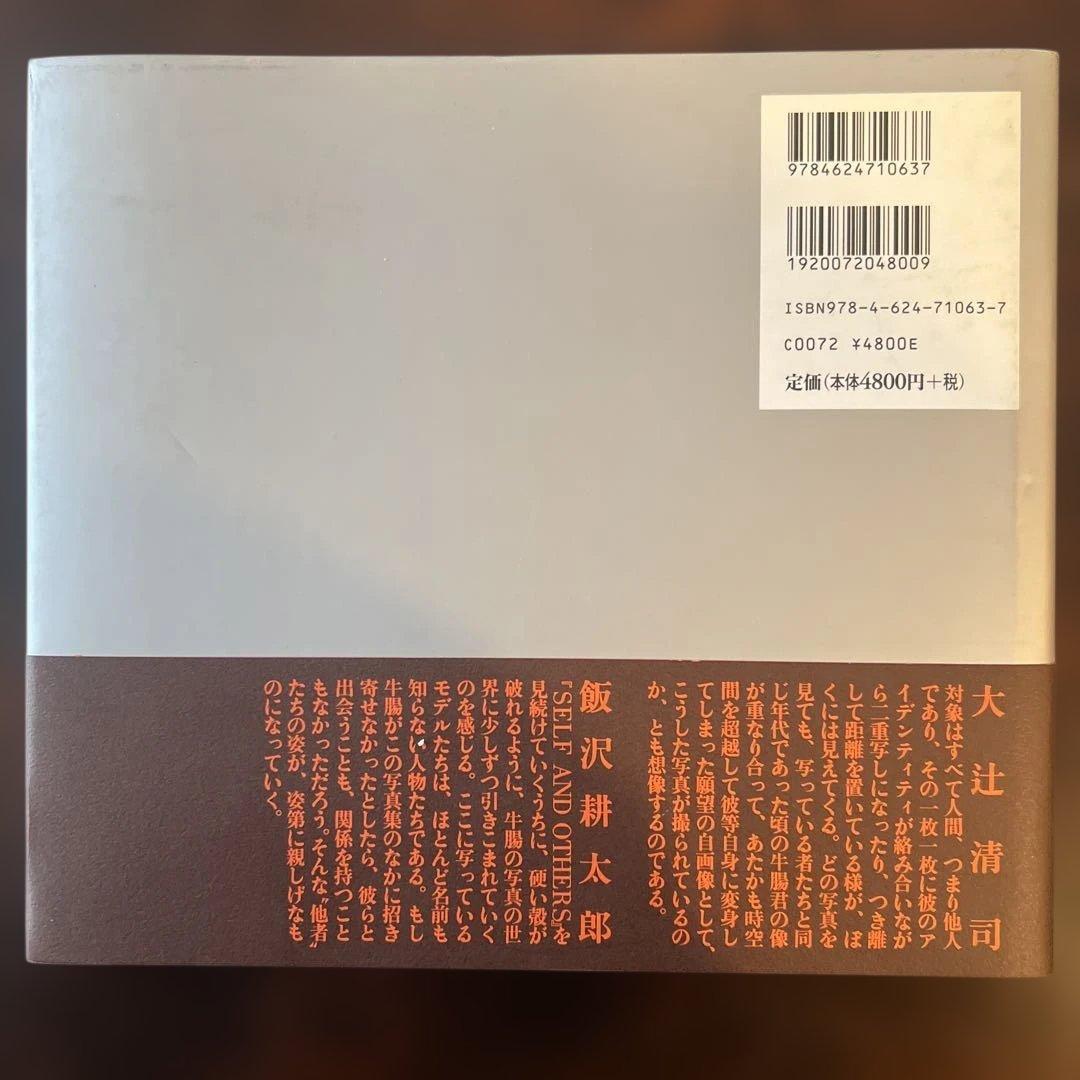 9784624710637
1920072048009
ISBN978-4-624-71063-7
C0072 ¥4800E
定価(本体4800円+税)
大辻清司
対象はすべて人間、つまり他人
であり、その一枚一枚に彼のア
イデンティティが絡み合いなが
ら二重写しになったり、つき離
して距離を置いている様が、ぼ
くには見えてくる。どの写真を
見ても、写っている者たちと同
じ年代であった頃の牛腸君の像
が重なり合って、あたかも時空
間を超越して彼等自身に変身し
てしまった願望の自画像として、
こうした写真が撮られているの
か、とも想像するのである。
飯沢耕太郎
『SELF AND OTHERS』を
見続けていくうちに、硬い殻が
破れるように、牛腸の写真の世
界に少しずつ引きこまれていく
のを感じる。ここに写っている
モデルたちは、ほとんど名前も
知らない人物たちである。もし
牛腸がこの写真集のなかに招き
寄せなかったとしたら、彼らと
出会うことも、関係を持つこと
もなかっただろう。そんな〝他者〟
たちの姿が、姿第に親しげなも
のになっていく。